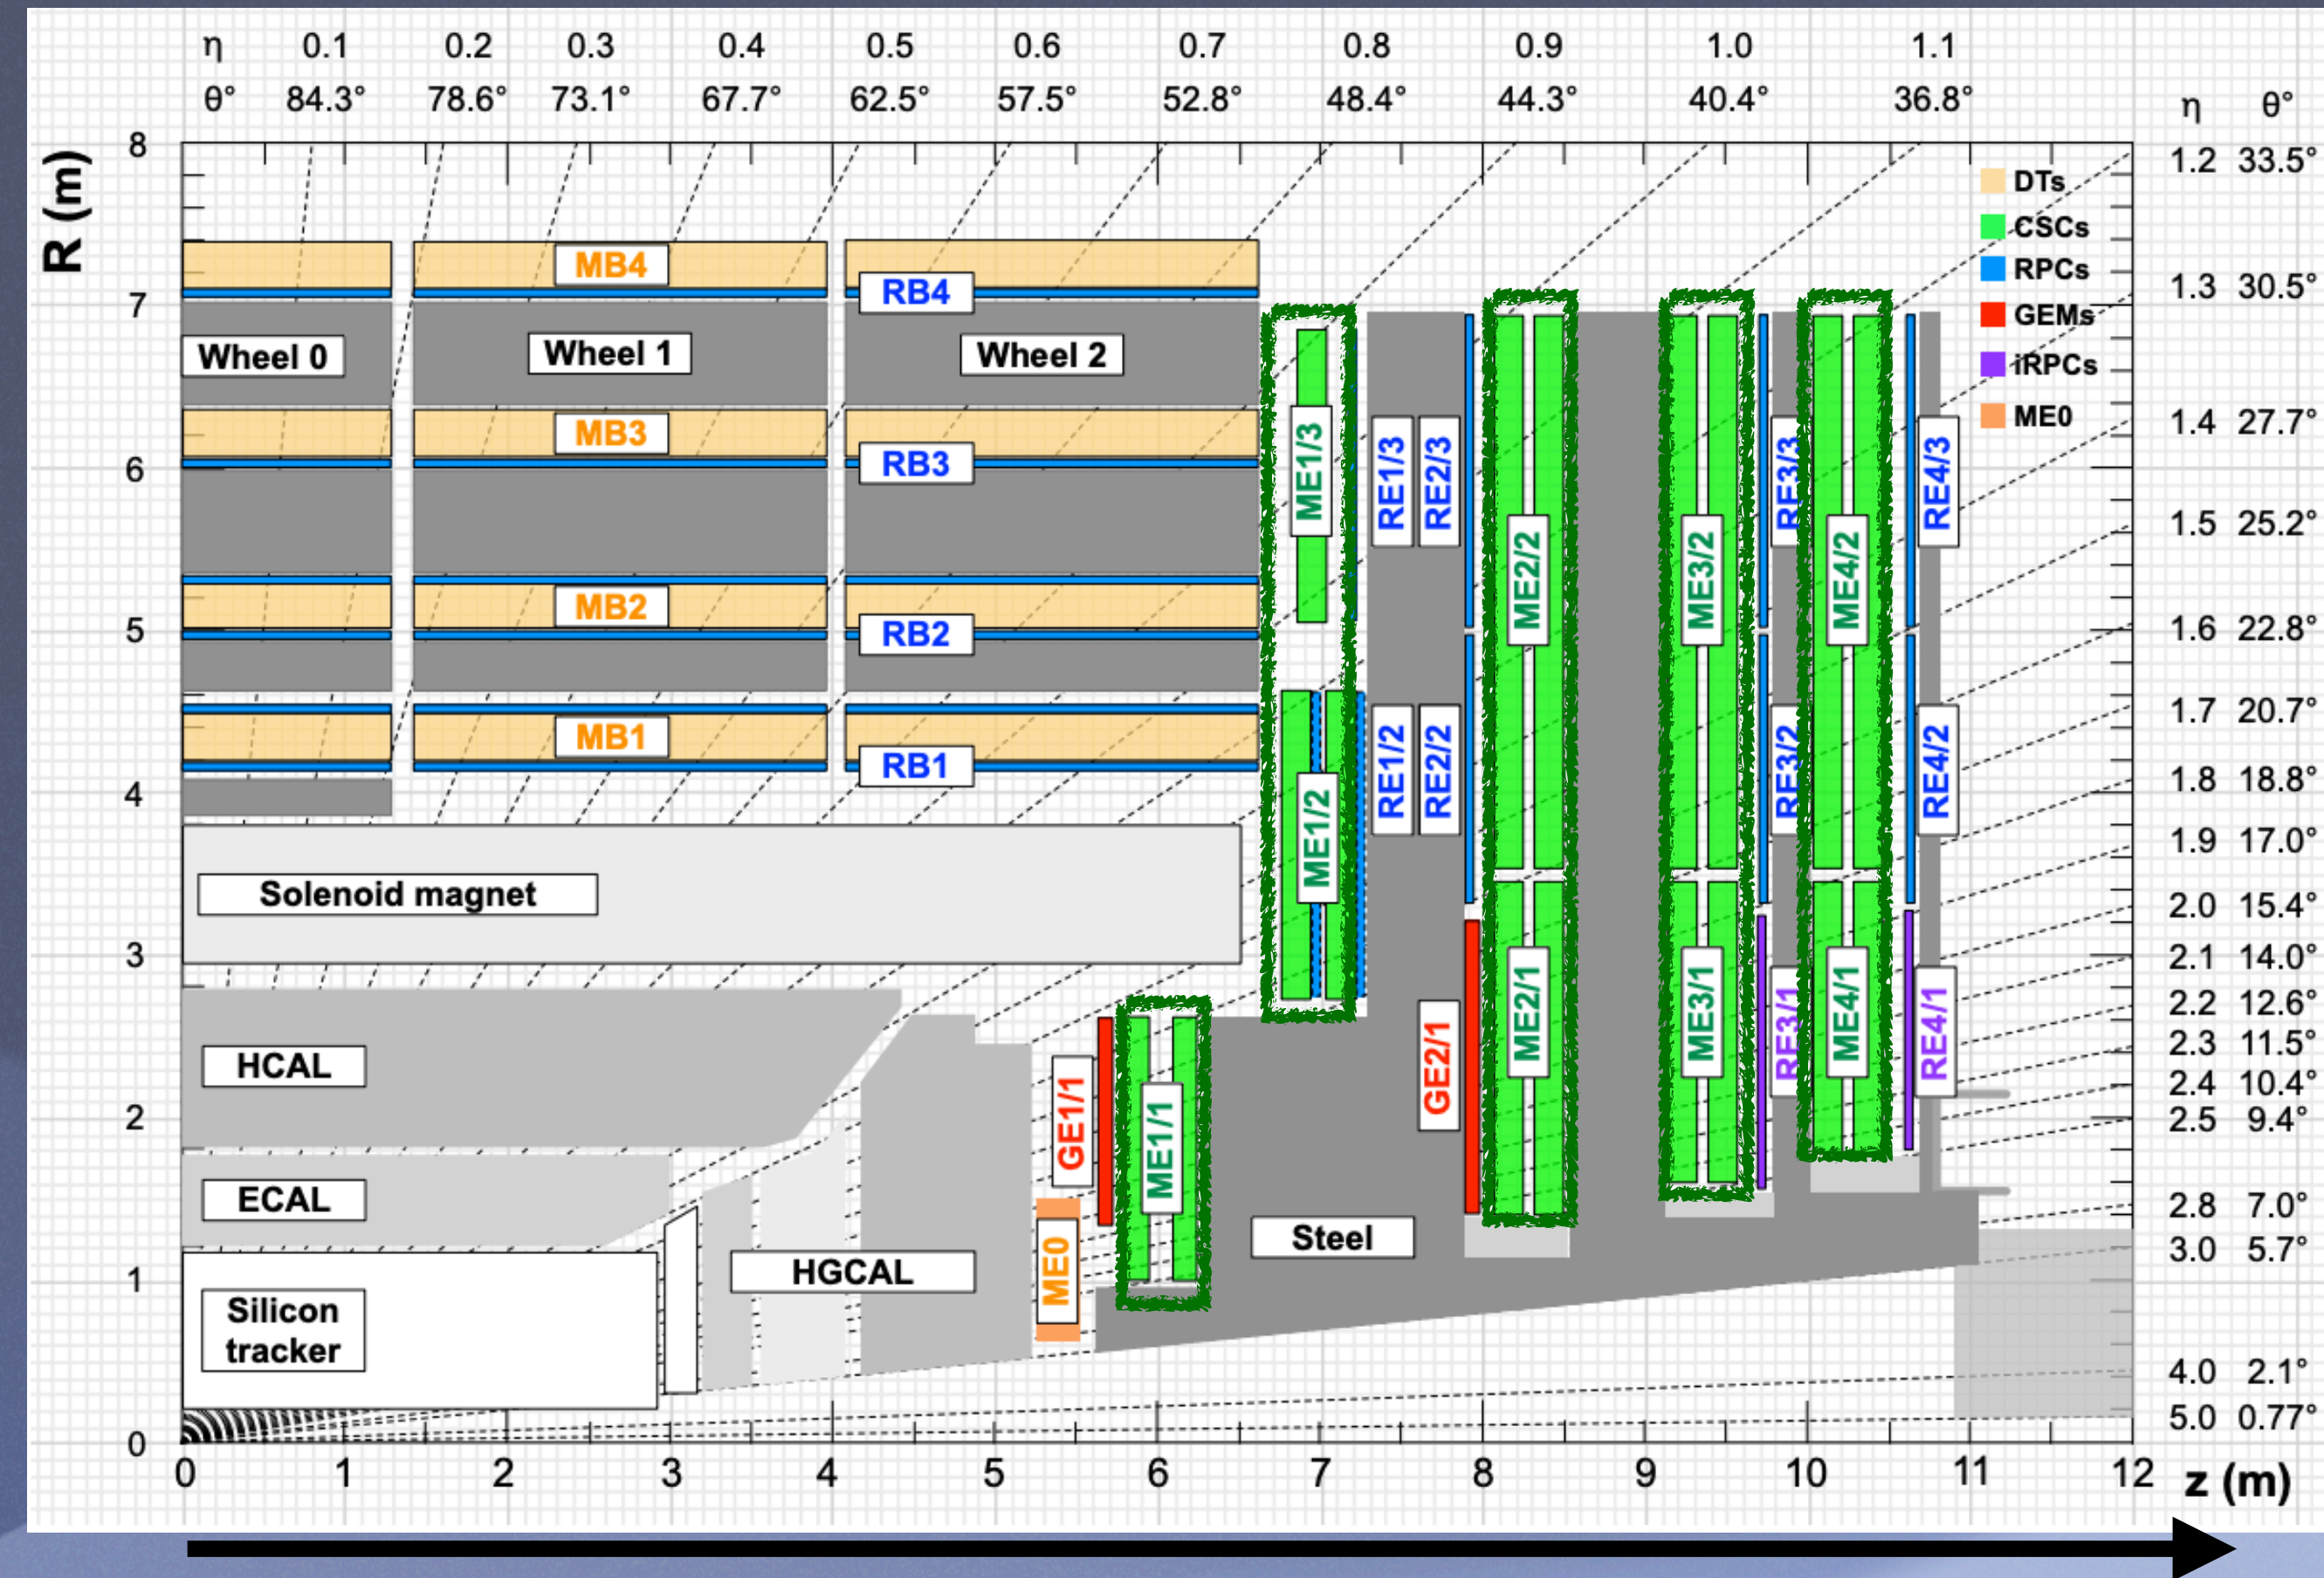 η 0.1 0.2 0.3 0.4 0.5 0.6 0.7 0.8 0.9 1.0 1.1
θ° 84.3° 78.6° 73.1° 67.7° 62.5° 57.5° 52.8° 48.4° 44.3° 40.4° 36.8°
η θ°
R (m)
8
7
6
5
4
3
2
1
0
1.2 33.5°
1.3 30.5°
1.4 27.7°
1.5 25.2°
1.6 22.8°
1.7 20.7°
1.8 18.8°
1.9 17.0°
2.0 15.4°
2.1 14.0°
2.2 12.6°
2.3 11.5°
2.4 10.4°
2.5 9.4°
2.8 7.0°
3.0 5.7°
4.0 2.1°
5.0 0.77°
DTs
CSCs
RPCs
GEMs
iRPCs
ME0
MB4
RB4
Wheel 0
Wheel 1
Wheel 2
MB3
RB3
MB2
RB2
MB1
RB1
Solenoid magnet
HCAL
ECAL
Silicon
tracker
HGCAL
Steel
ME1/3
RE1/3
RE2/3
ME2/2
ME3/2
RE3/3
ME4/2
RE4/3
ME1/2
RE1/2
RE2/2
RE3/2
RE4/2
GE1/1
ME1/1
ME0
GE2/1
ME2/1
ME3/1
RE3/1
ME4/1
RE4/1
0 1 2 3 4 5 6 7 8 9 10 11 12 z (m)